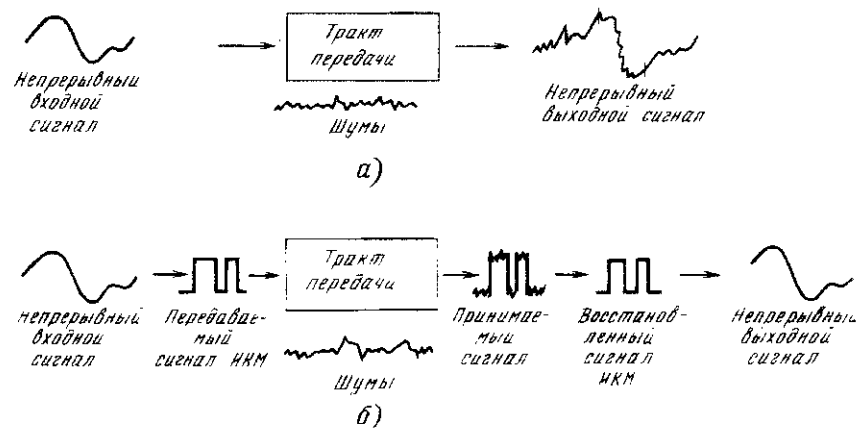 Тракт
передачи
Непрерывный
входной
сигнал
Шумы
Непрерывный
выходной сигнал
а)
Тракт
передачи
Непрерывный
входной
сигнал
Передавае-
мый
сигнал ИКМ
Шумы
Принимае-
мый
сигнал
Восстанов-
ленный
сигнал
ИКМ
Непрерывный
выходной
сигнал
б)